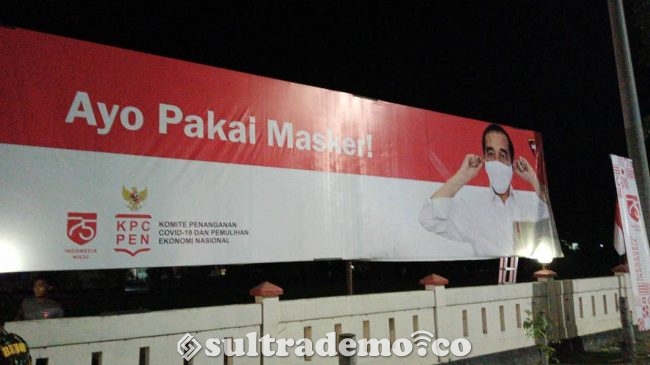 Ayo Pakai Masker!
75
INDONESIA
MAJU
KPC
PEN
KOMITE PENANGANAN
COVID-19 DAN PEMULIHAN
EKONOMI NASIONAL
sultrademo.co